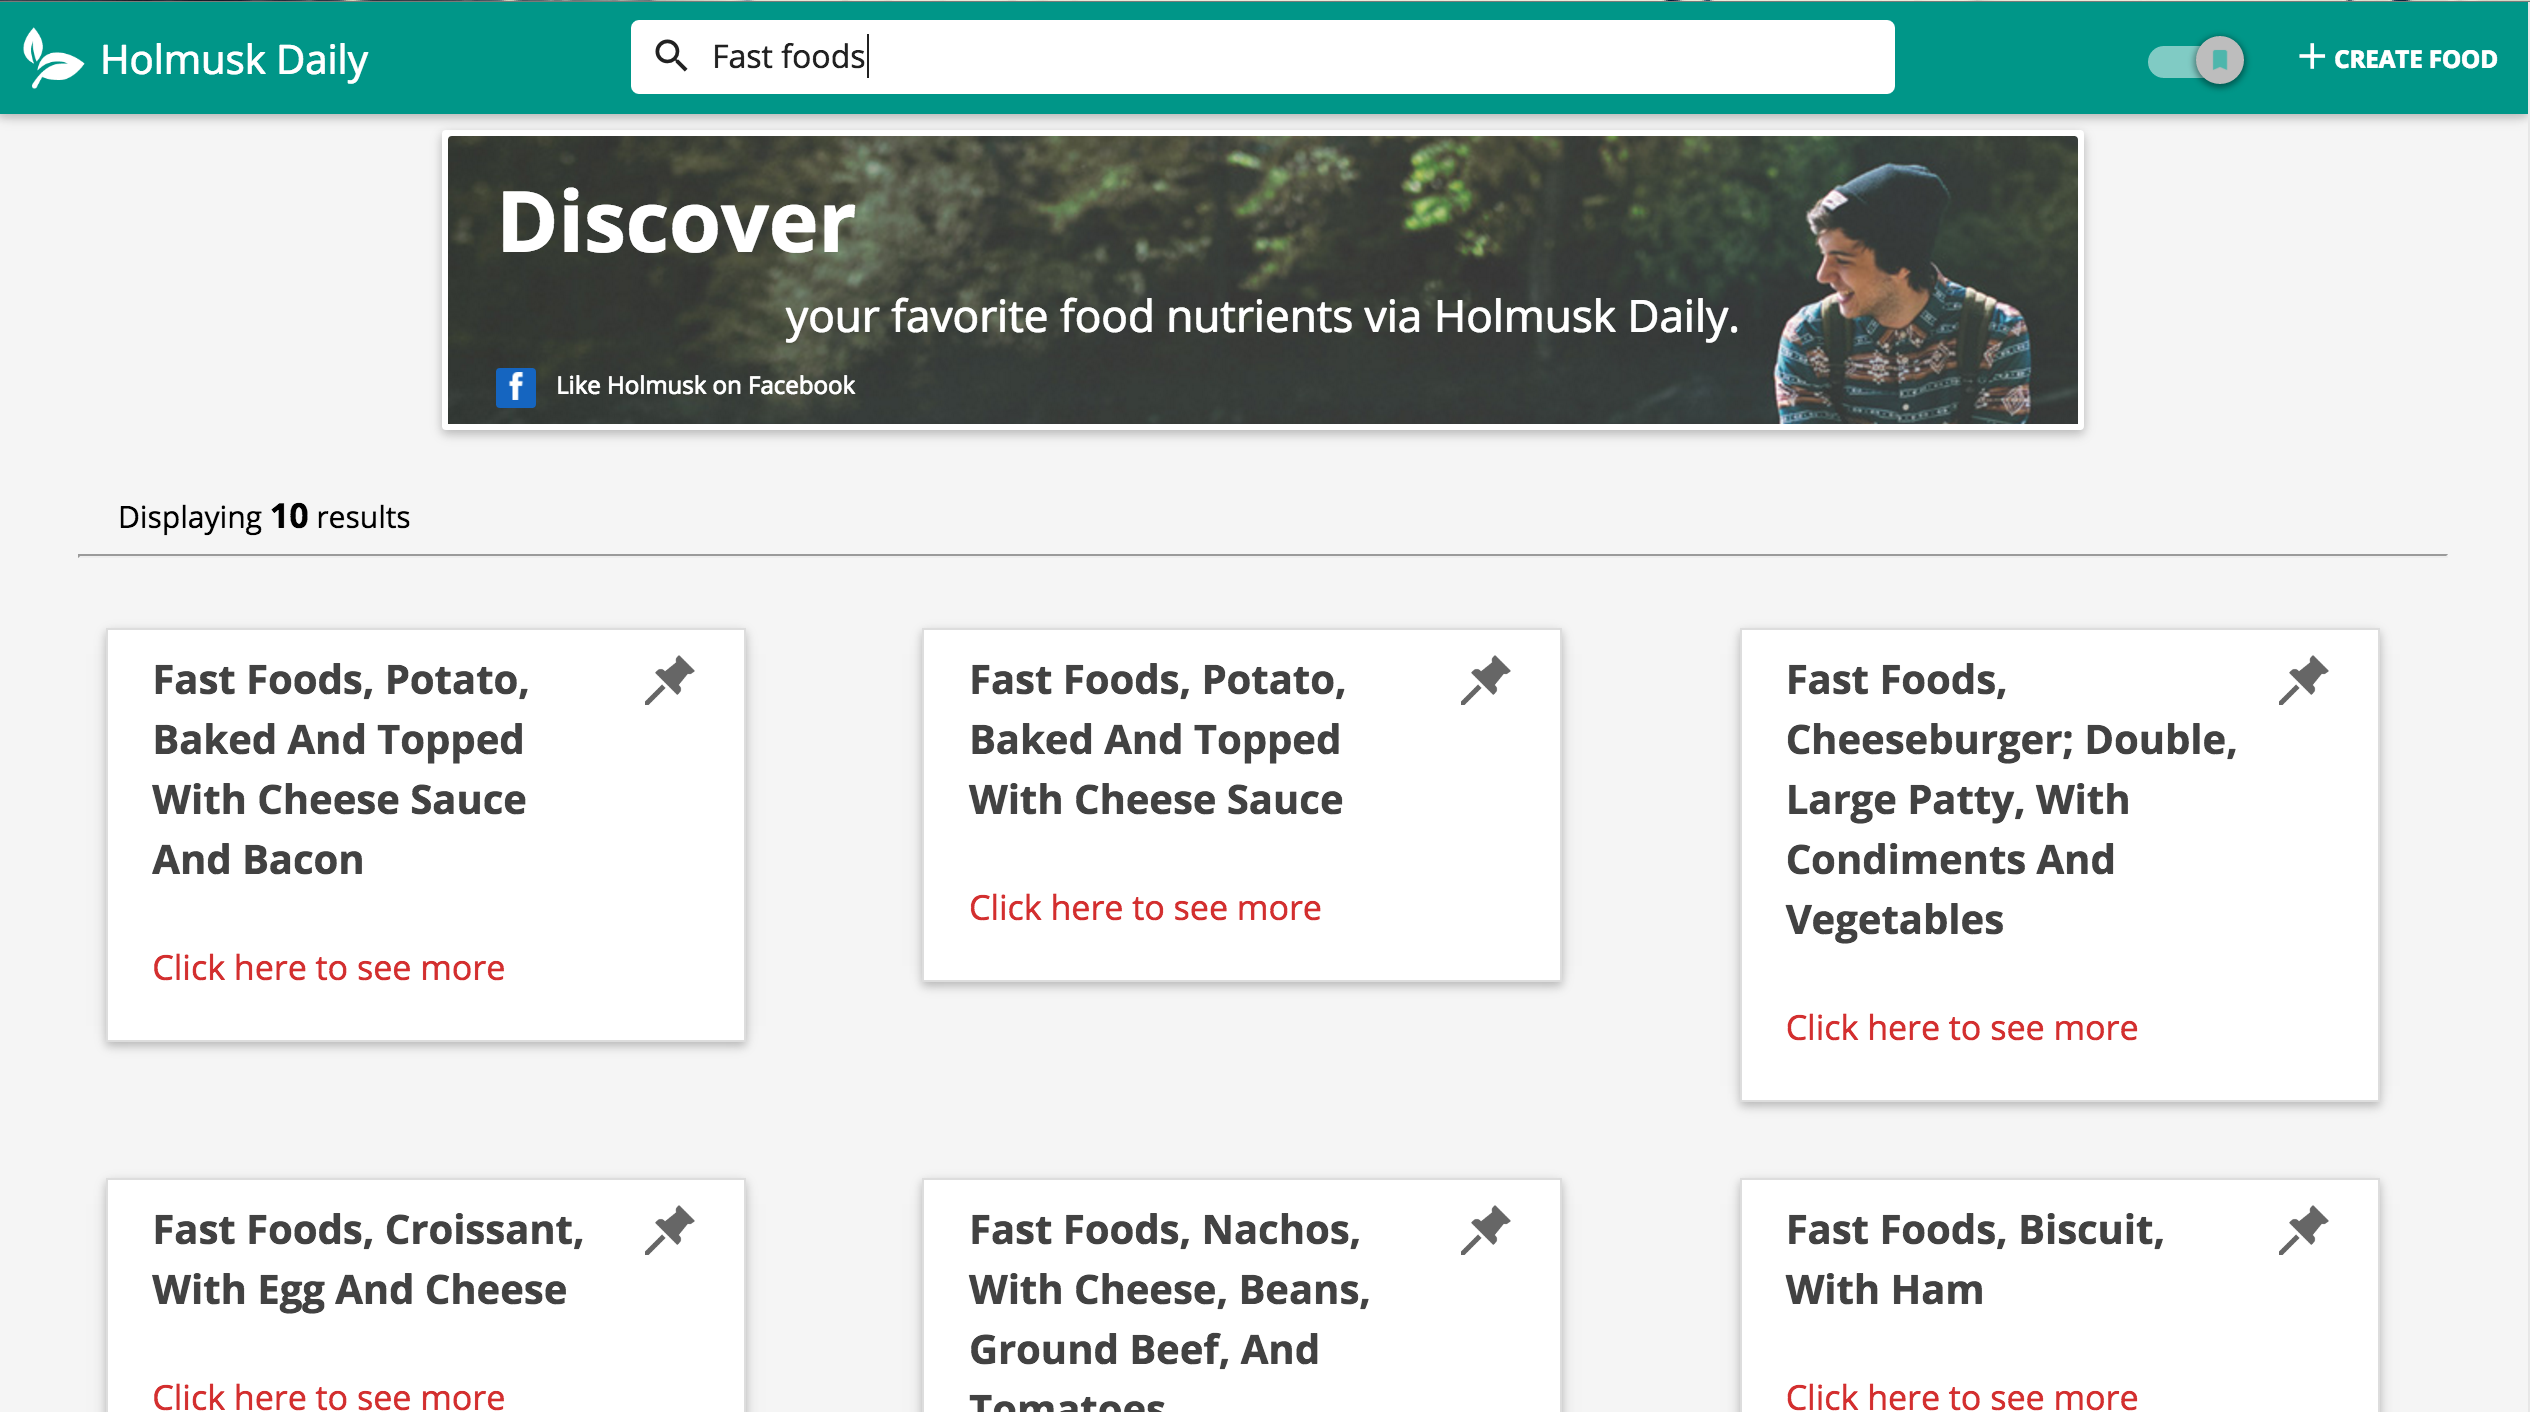 Holmusk Daily
Fast foods
CREATE FOOD
Discover
your favorite food nutrients via Holmusk Daily.
f
Like Holmusk on Facebook
Displaying 10 results
Fast Foods, Potato,
Baked And Topped
With Cheese Sauce
And Bacon
Click here to see more
Fast Foods, Potato,
Baked And Topped
With Cheese Sauce
Click here to see more
Fast Foods,
Cheeseburger; Double,
Large Patty, With
Condiments And
Vegetables
Click here to see more
Fast Foods, Croissant,
With Egg And Cheese
Click here to see more
Fast Foods, Nachos,
With Cheese, Beans,
Ground Beef, And
Tomatoes
Fast Foods, Biscuit,
With Ham
Click here to see more